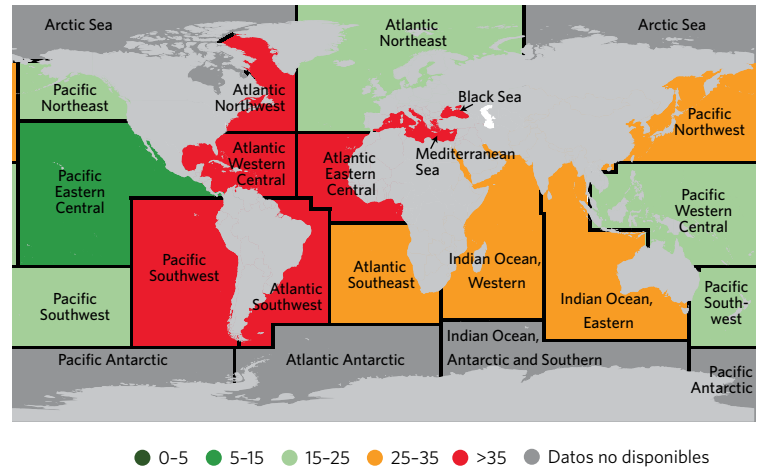 Arctic Sea
Atlantic
Northeast
Arctic Sea
Pacific
Northeast
Atlantic
Northwest
Black Sea
Pacific
Northwest
Mediterranean
Sea
Atlantic
Western
Central
Atlantic
Eastern
Central
Pacific
Eastern
Central
Pacific
Western
Central
Pacific
Southwest
Atlantic
Southwest
Atlantic
Southeast
Indian Ocean,
Western
Indian Ocean,
Eastern
Pacific
Southwest
Pacific
South-
west
Pacific Antarctic
Atlantic Antarctic
Indian Ocean,
Antarctic and Southern
Pacific
Antarctic
0–5 5–15 15–25 25–35 >35 Datos no disponibles